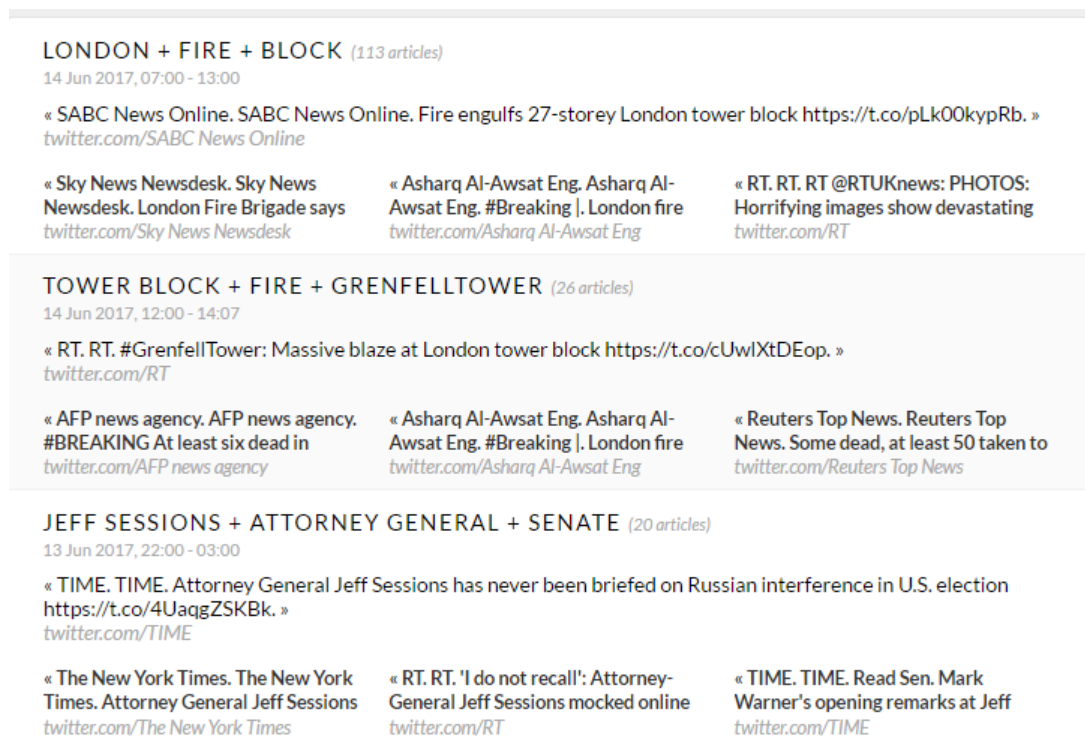 LONDON + FIRE + BLOCK (113 articles)
14 Jun 2017, 07:00 - 13:00
« SABC News Online. SABC News Online. Fire engulfs 27-storey London tower block https://t.co/pLk00kypRb. »
twitter.com/SABC News Online
« Sky News Newsdesk. Sky News
Newsdesk. London Fire Brigade says
twitter.com/Sky News Newsdesk
« Asharq Al-Awsat Eng. Asharq Al-
Awsat Eng. #Breaking |. London fire
twitter.com/Asharq Al-Awsat Eng
« RT. RT. RT @RTUKnews: PHOTOS:
Horrifying images show devastating
twitter.com/RT
TOWER BLOCK + FIRE + GRENFELLTOWER (26 articles)
14 Jun 2017, 12:00 - 14:07
« RT. RT. #GrenfellTower: Massive blaze at London tower block https://t.co/cUwlXtDEop. »
twitter.com/RT
« AFP news agency. AFP news agency.
#BREAKING At least six dead in
twitter.com/AFP news agency
« Asharq Al-Awsat Eng. Asharq Al-
Awsat Eng. #Breaking |. London fire
twitter.com/Asharq Al-Awsat Eng
« Reuters Top News. Reuters Top
News. Some dead, at least 50 taken to
twitter.com/Reuters Top News
JEFF SESSIONS + ATTORNEY GENERAL + SENATE (20 articles)
13 Jun 2017, 22:00 - 03:00
« TIME. TIME. Attorney General Jeff Sessions has never been briefed on Russian interference in U.S. election
https://t.co/4UaqgZSKBk. »
twitter.com/TIME
« The New York Times. The New York
Times. Attorney General Jeff Sessions
twitter.com/The New York Times
« RT. RT. 'I do not recall': Attorney-
General Jeff Sessions mocked online
twitter.com/RT
« TIME. TIME. Read Sen. Mark
Warner's opening remarks at Jeff
twitter.com/TIME